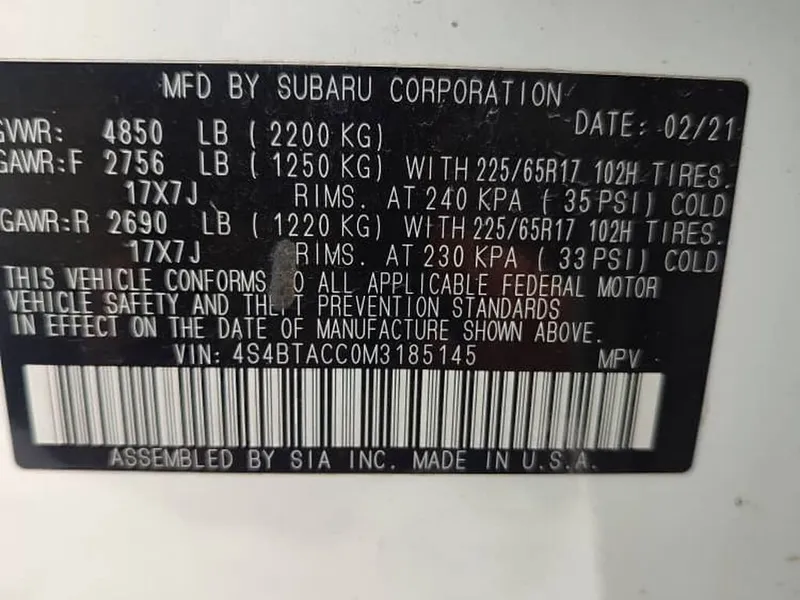 MFD BY SUBARU CORPORATION
DATE: 02/21
GVWR: 4850 LB ( 2200 KG)
GAWR:F 2756 LB ( 1250 KG) WITH 225/65R17 102H TIRES.
17X7J RIMS. AT 240 KPA ( 35 PSI) COLD
GAWR:R 2690 LB ( 1220 KG) WITH 225/65R17 102H TIRES.
17X7J RIMS. AT 230 KPA ( 33 PSI) COLD
THIS VEHICLE CONFORMS O ALL APPLICABLE FEDERAL MOTOR
VEHICLE SAFETY AND THEFT PREVENTION STANDARDS
IN EFFECT ON THE DATE OF MANUFACTURE SHOWN ABOVE.
VIN: 4S4BTACC0M3185145 MPV
ASSEMBLED BY SIA INC. MADE IN U.S.A.